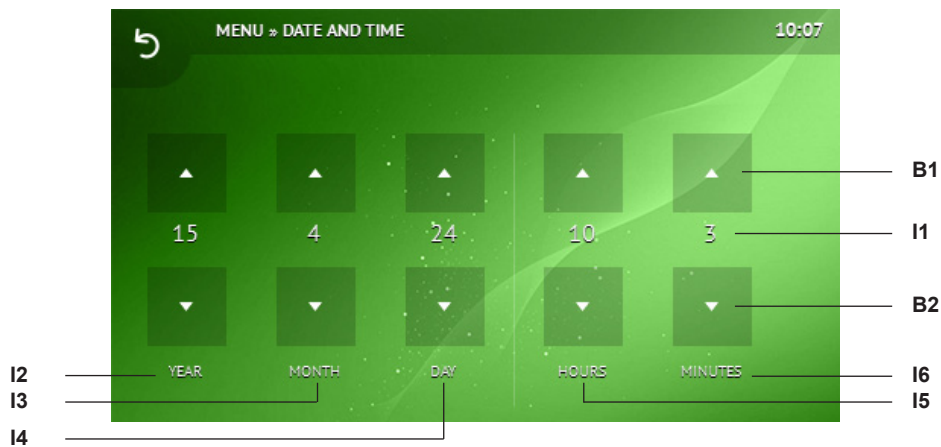 MENU » DATE AND TIME 10:07
B1
15 4 24 10 3 I1
B2
I2 YEAR MONTH DAY HOURS MINUTES I6
I3 I5
I4